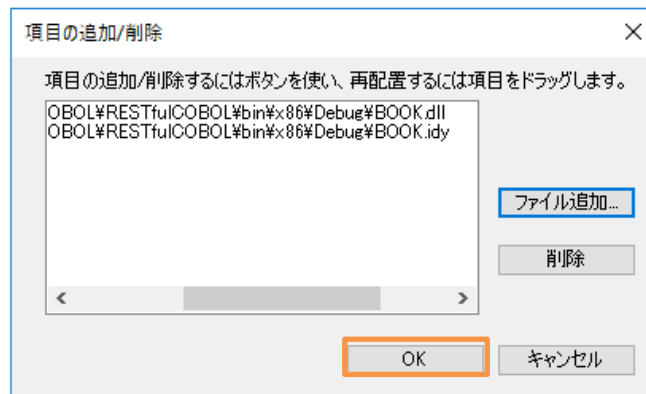 項目の追加/削除
項目の追加/削除するにはボタンを使い、再配置するには項目をドラッグします。
OBOL¥RESTfulCOBOL¥bin¥x86¥Debug¥BOOK.dll
OBOL¥RESTfulCOBOL¥bin¥x86¥Debug¥BOOK.idy
ファイル追加...
削除
OK
キャンセル